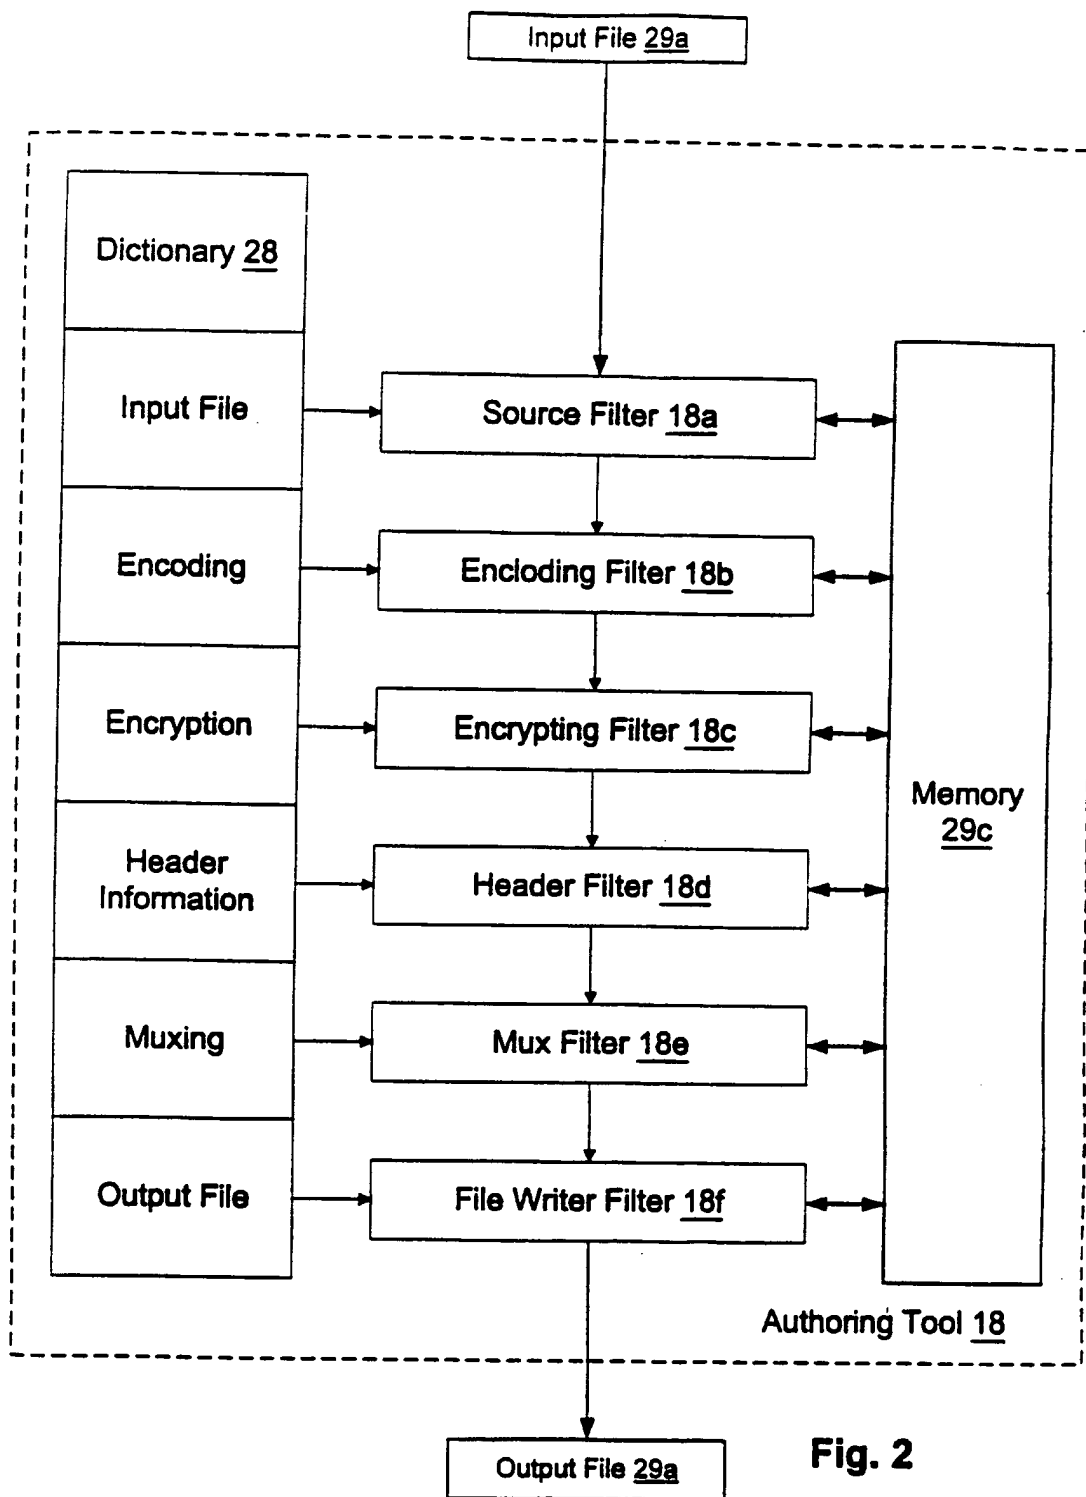 Input File 29a
Dictionary 28
Input File
Source Filter 18a
Encoding
Encloding Filter 18b
Encryption
Encrypting Filter 18c
Memory
29c
Header
Information
Header Filter 18d
Muxing
Mux Filter 18e
Output File
File Writer Filter 18f
Authoring Tool 18
Output File 29a
Fig. 2